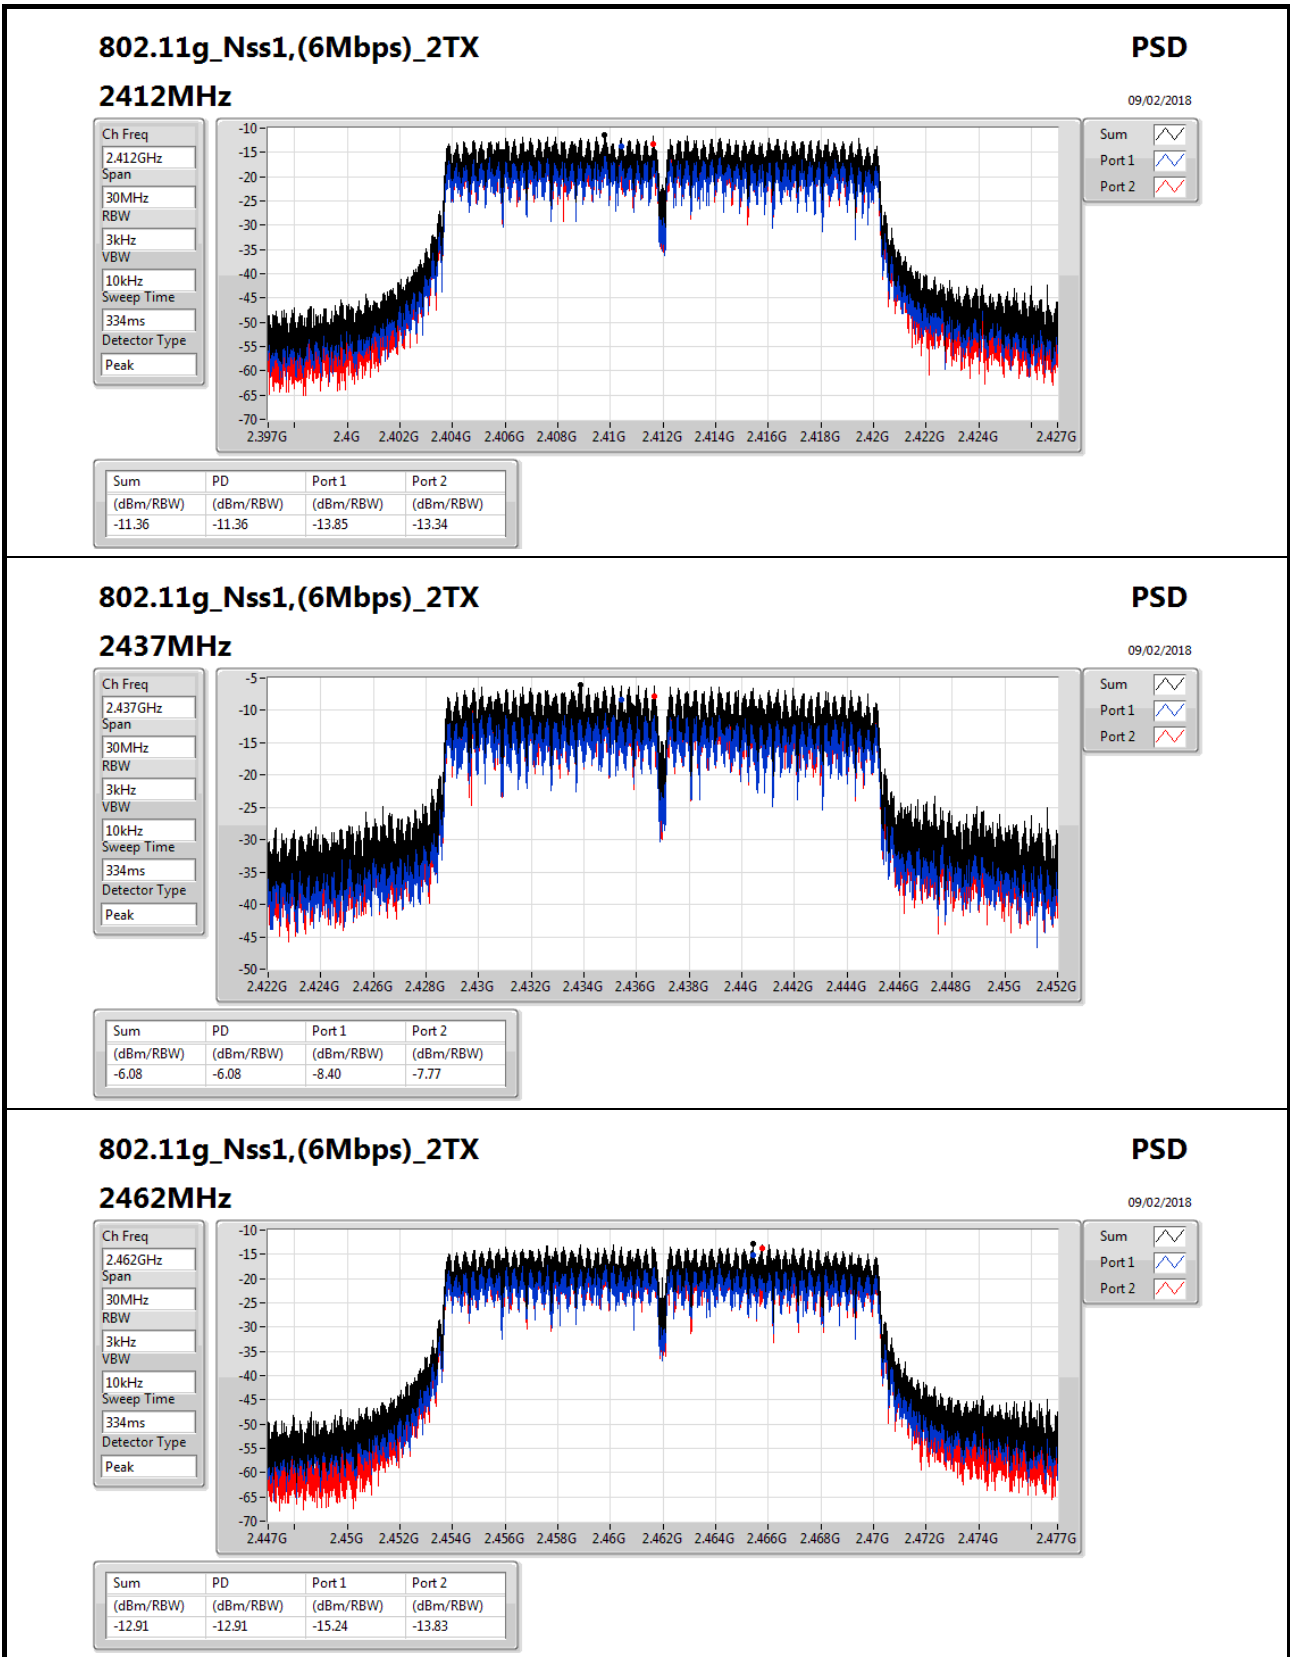 802.11g_Nss1,(6Mbps)_2TX PSD
2412MHz 09/02/2018
Ch Freq
2.412GHz
Span
30MHz
RBW
3kHz
VBW
10kHz
Sweep Time
334ms
Detector Type
Peak
-10
-15
-20
-25
-30
-35
-40
-45
-50
-55
-60
-65
-70
2.397G 2.4G 2.402G 2.404G 2.406G 2.408G 2.41G 2.412G 2.414G 2.416G 2.418G 2.42G 2.422G 2.424G 2.427G
Sum
Port 1
Port 2
Sum PD Port 1 Port 2
(dBm/RBW) (dBm/RBW) (dBm/RBW) (dBm/RBW)
-11.36 -11.36 -13.85 -13.34
802.11g_Nss1,(6Mbps)_2TX PSD
2437MHz 09/02/2018
Ch Freq
2.437GHz
Span
30MHz
RBW
3kHz
VBW
10kHz
Sweep Time
334ms
Detector Type
Peak
-5
-10
-15
-20
-25
-30
-35
-40
-45
-50
2.422G 2.424G 2.426G 2.428G 2.43G 2.432G 2.434G 2.436G 2.438G 2.44G 2.442G 2.444G 2.446G 2.448G 2.45G 2.452G
Sum
Port 1
Port 2
Sum PD Port 1 Port 2
(dBm/RBW) (dBm/RBW) (dBm/RBW) (dBm/RBW)
-6.08 -6.08 -8.40 -7.77
802.11g_Nss1,(6Mbps)_2TX PSD
2462MHz 09/02/2018
Ch Freq
2.462GHz
Span
30MHz
RBW
3kHz
VBW
10kHz
Sweep Time
334ms
Detector Type
Peak
-10
-15
-20
-25
-30
-35
-40
-45
-50
-55
-60
-65
-70
2.447G 2.45G 2.452G 2.454G 2.456G 2.458G 2.46G 2.462G 2.464G 2.466G 2.468G 2.47G 2.472G 2.474G 2.477G
Sum
Port 1
Port 2
Sum PD Port 1 Port 2
(dBm/RBW) (dBm/RBW) (dBm/RBW) (dBm/RBW)
-12.91 -12.91 -15.24 -13.83